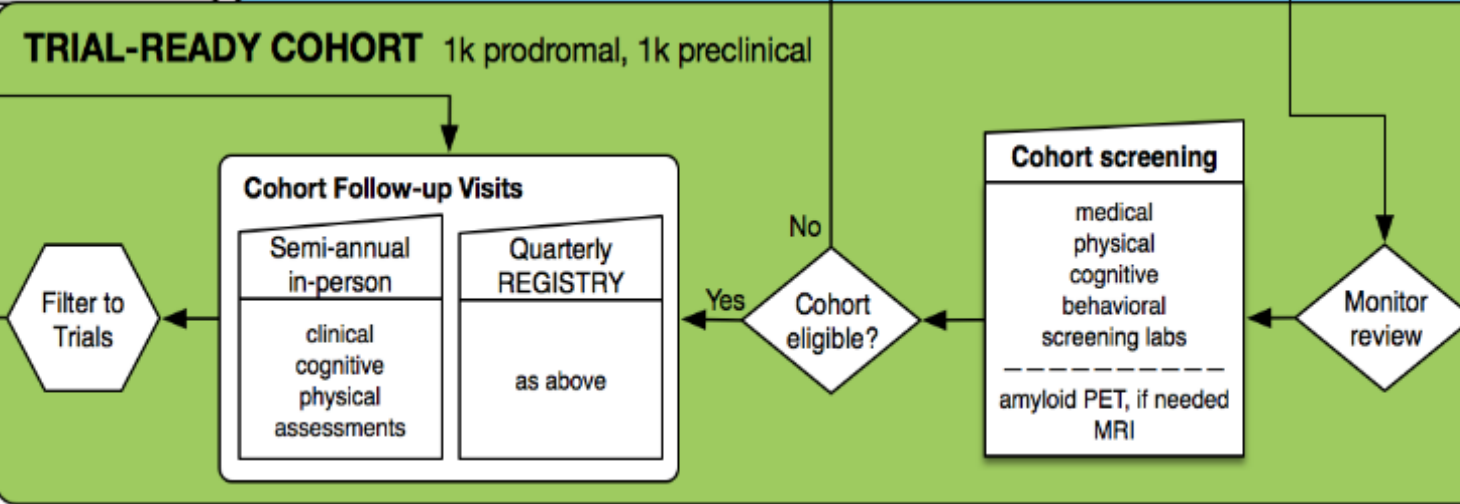 TRIAL-READY COHORT 1k prodromal, 1k preclinical
Cohort Follow-up Visits
Semi-annual
in-person
clinical
cognitive
physical
assessments
Quarterly
REGISTRY
as above
Filter to
Trials
No
Yes
Cohort
eligible?
Cohort screening
medical
physical
cognitive
behavioral
screening labs
amyloid PET, if needed
MRI
Monitor
review